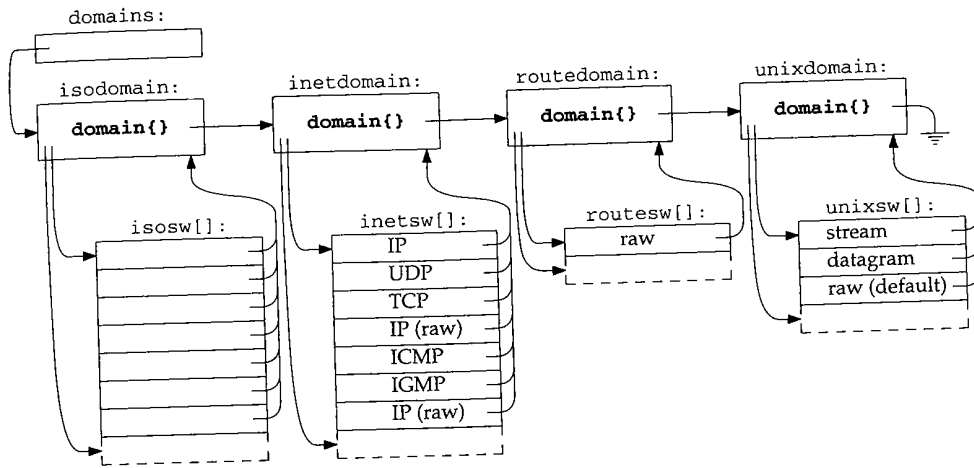 domains:
isodomain:
inetdomain:
routedomain:
unixdomain:
domain{}
domain{}
domain{}
domain{}
isosw[]:
inetsw[]:
IP
UDP
TCP
IP (raw)
ICMP
IGMP
IP (raw)
routesw[]:
raw
unixsw[]:
stream
datagram
raw (default)